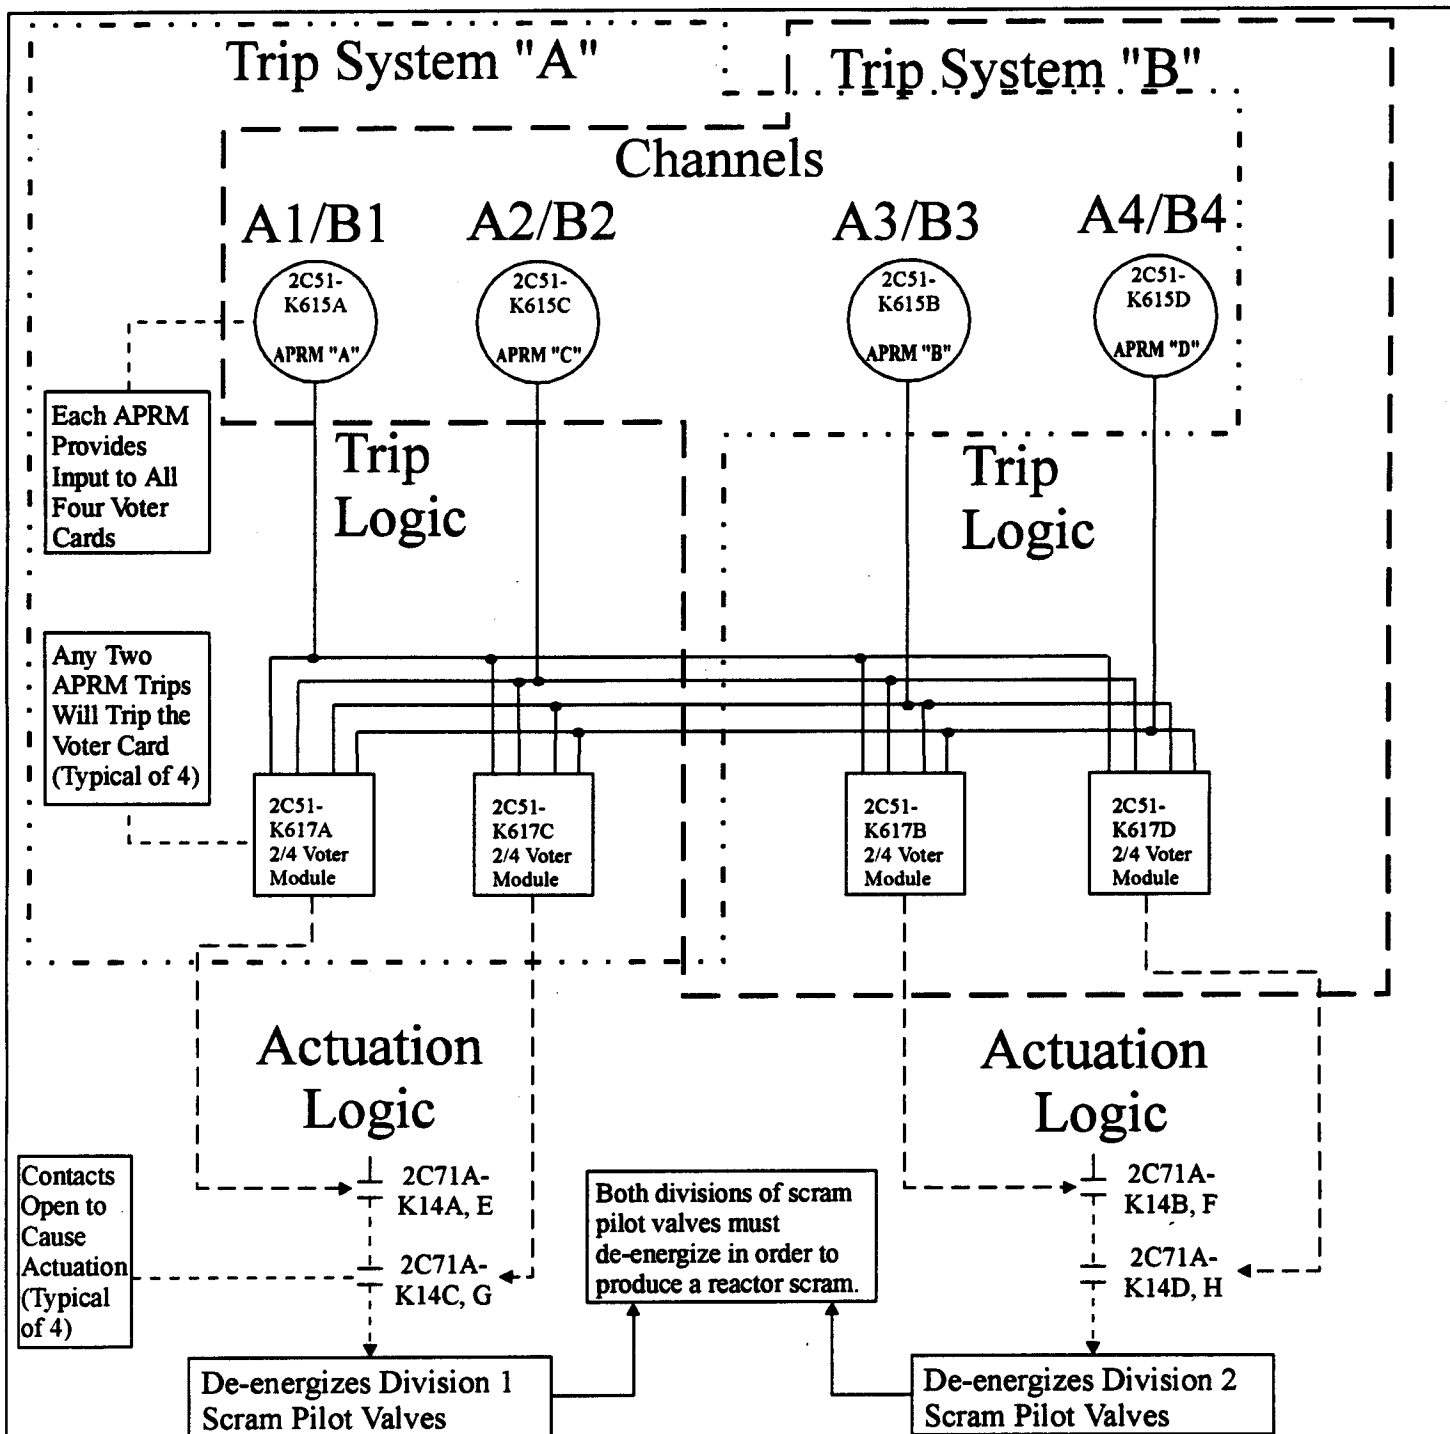 Trip System "A"
Trip System "B"
Channels
A1/B1
A2/B2
A3/B3
A4/B4
2C51-
K615A
APRM "A"
2C51-
K615C
APRM "C"
2C51-
K615B
APRM "B"
2C51-
K615D
APRM "D"
Each APRM
Provides
Input to All
Four Voter
Cards
Trip
Logic
Trip
Logic
Any Two
APRM Trips
Will Trip the
Voter Card
(Typical of 4)
2C51-
K617A
2/4 Voter
Module
2C51-
K617C
2/4 Voter
Module
2C51-
K617B
2/4 Voter
Module
2C51-
K617D
2/4 Voter
Module
Actuation
Logic
Actuation
Logic
Contacts
Open to
Cause
Actuation
(Typical
of 4)
2C71A-
K14A, E
2C71A-
K14C, G
Both divisions of scram
pilot valves must
de-energize in order to
produce a reactor scram.
2C71A-
K14B, F
2C71A-
K14D, H
De-energizes Division 1
Scram Pilot Valves
De-energizes Division 2
Scram Pilot Valves